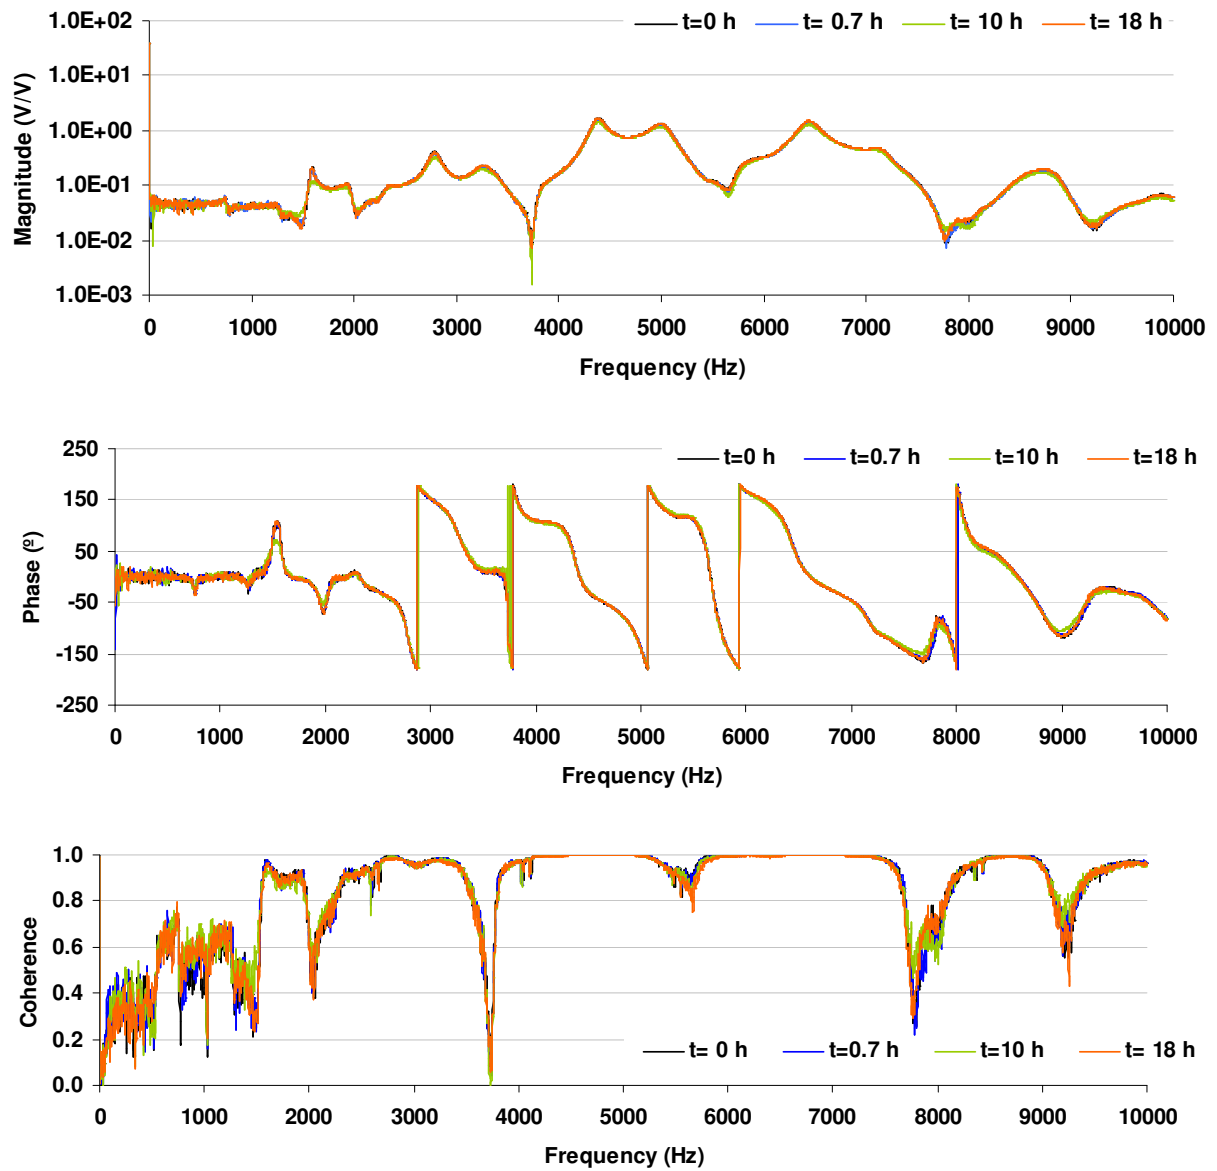 t=0 h t= 0.7 h t= 10 h t= 18 h
Magnitude (V/V)
1.0E+02
1.0E+01
1.0E+00
1.0E-01
1.0E-02
1.0E-03
0 1000 2000 3000 4000 5000 6000 7000 8000 9000 10000
Frequency (Hz)
t=0 h t=0.7 h t=10 h t=18 h
Phase (º)
250
150
50
-50
-150
-250
0 1000 2000 3000 4000 5000 6000 7000 8000 9000 10000
Frequency (Hz)
Coherence
1.0
0.8
0.6
0.4
0.2
0.0
t= 0 h t=0.7 h t=10 h t= 18 h
0 1000 2000 3000 4000 5000 6000 7000 8000 9000 10000
Frequency (Hz)